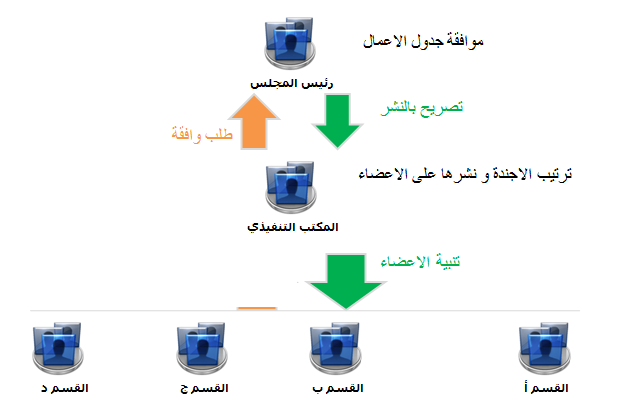 موافقة جدول الاعمال
رئيس المجلس
تصريح بالنشر
طلب وافقة
ترتيب الاجندة و نشرها على الاعضاء
المكتب التنفيذي
تنبية الاعضاء
القسم أ
القسم ب
القسم ج
القسم د